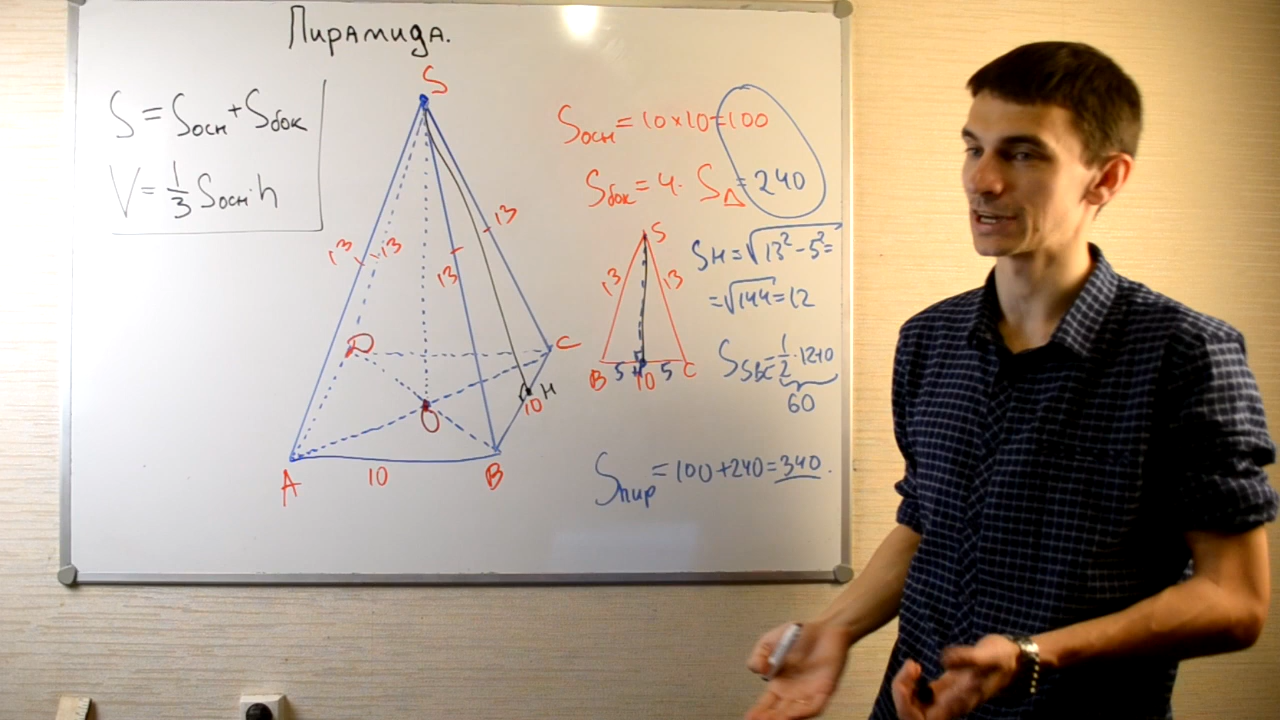 Пирамида.
S = Sосн + Sбок
V = 1/3 Sосн h
S
13
13
13
13
D
C
O
H
10
A
10
B
Sосн = 10×10 = 100
Sбок = 4· S△ = 240
S
13
13
B
5
H
10
5
C
SH = √13² - 5² =
= √144 = 12
S SBC = 1/2 · 12·10
60
Sпир = 100 + 240 = 340.